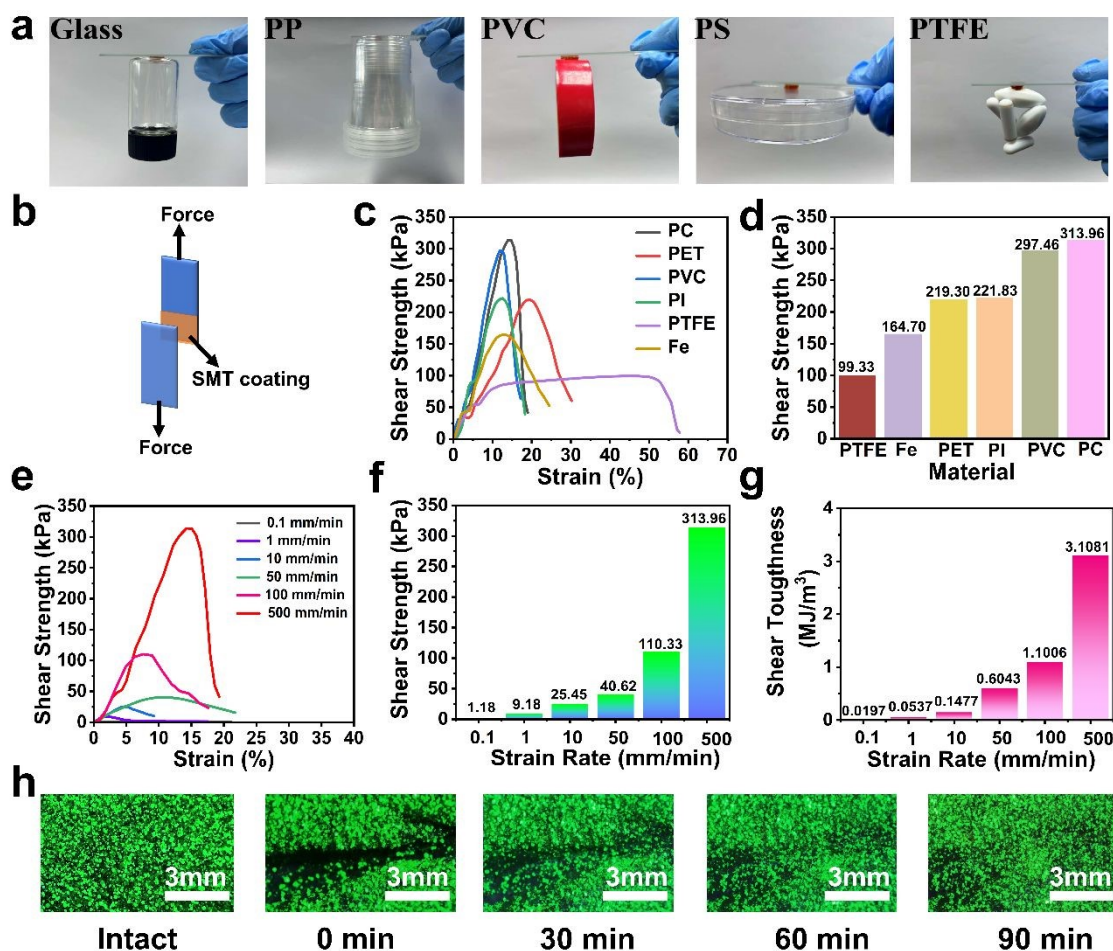 a
Glass
PP
PVC
PS
PTFE
b
Force
SMT coating
Force
c
Shear Strength (kPa)
350
300
250
200
150
100
50
0
0 10 20 30 40 50 60 70
Strain (%)
PC
PET
PVC
PI
PTFE
Fe
d
Shear Strength (kPa)
350
300
250
200
150
100
50
0
99.33
164.70
219.30
221.83
297.46
313.96
PTFE Fe PET PI PVC PC
Material
e
Shear Strength (kPa)
350
300
250
200
150
100
50
0
0 5 10 15 20 25 30 35 40
Strain (%)
0.1 mm/min
1 mm/min
10 mm/min
50 mm/min
100 mm/min
500 mm/min
f
Shear Strength (kPa)
350
300
250
200
150
100
50
0
1.18
9.18
25.45
40.62
110.33
313.96
0.1 1 10 50 100 500
Strain Rate (mm/min)
g
Shear Tougthness
(MJ/m³)
4
3
2
1
0
0.0197
0.0537
0.1477
0.6043
1.1006
3.1081
0.1 1 10 50 100 500
Strain Rate (mm/min)
h
3mm
3mm
3mm
3mm
3mm
Intact
0 min
30 min
60 min
90 min